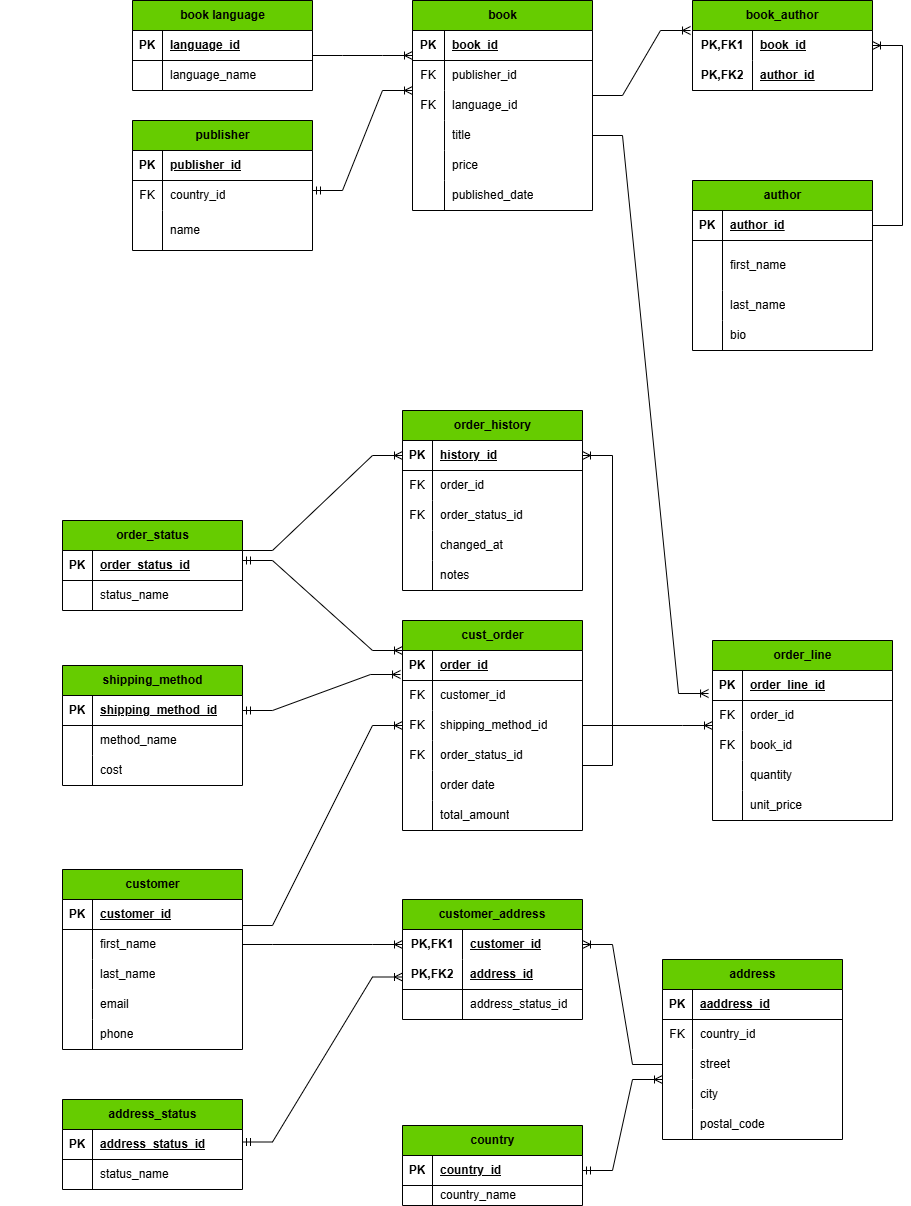 book language
PK language_id
language_name
book
PK book_id
FK publisher_id
FK language_id
title
price
published_date
book_author
PK,FK1 book_id
PK,FK2 author_id
publisher
PK publisher_id
FK country_id
name
author
PK author_id
first_name
last_name
bio
order_history
PK history_id
FK order_id
FK order_status_id
changed_at
notes
order_status
PK order_status_id
status_name
cust_order
PK order_id
FK customer_id
FK shipping_method_id
FK order_status_id
order date
total_amount
order_line
PK order_line_id
FK order_id
FK book_id
quantity
unit_price
shipping_method
PK shipping_method_id
method_name
cost
customer
PK customer_id
first_name
last_name
email
phone
customer_address
PK,FK1 customer_id
PK,FK2 address_id
address_status_id
address
PK aaddress_id
FK country_id
street
city
postal_code
address_status
PK address_status_id
status_name
country
PK country_id
country_name